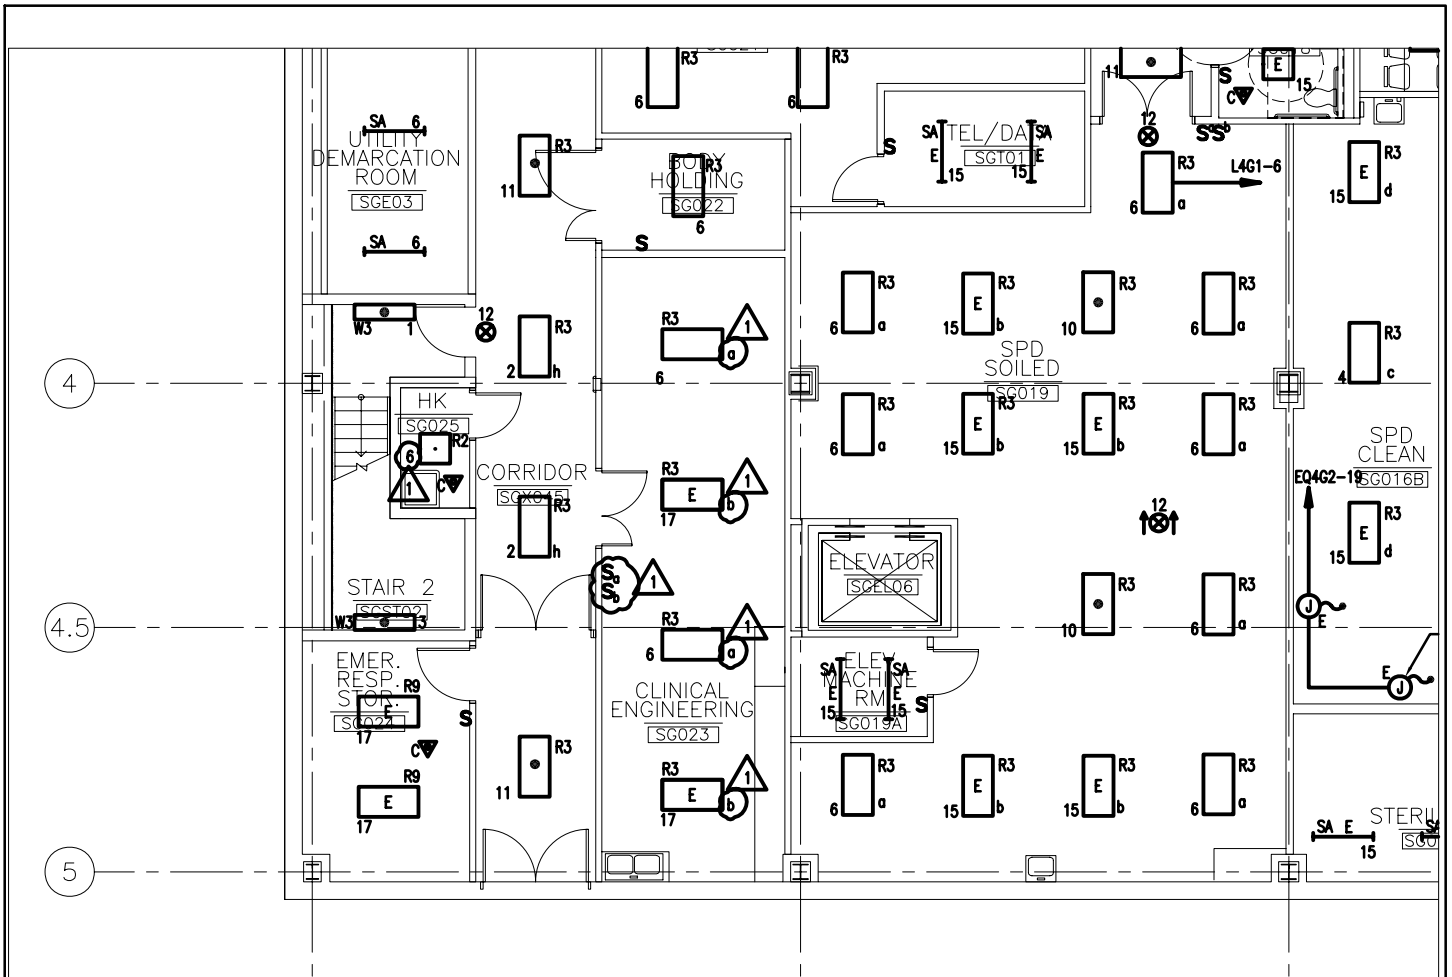 R3
6
6
R3
11
E
15
S
C
SA 6
UTILITY
DEMARCATION
ROOM
SGE03
SA 6
R3
11
BODY
HOLDING
SG022
R3
6
S
S
SA
E
15
TEL/DATA
SGT01
SA
E
15
12
S S
R3
6 a
L4G1-6
R3
E
15 d
W3 1
12
R3
2 h
R3
6
a
1
R3
6 a
R3
E
15 b
R3
10
R3
6 a
SPD
SOILED
SG019
R3
4 c
4
HK
SG025
R2
6
1
C
CORRIDOR
SGX045
R3
2 h
R3
E
17
b
1
R3
6 a
R3
E
15 b
R3
E
15 b
R3
6 a
SPD
CLEAN
SG016B
EQ4G2-19
R3
E
15 d
12
STAIR 2
SGST02
W3 3
Sa
Sb
1
ELEVATOR
SGEL06
R3
10
R3
6 a
J
E
4.5
R3
6
a
1
EMER.
RESP.
STOR.
SG024
R9
E
17
S
C
CLINICAL
ENGINEERING
SG023
SA
E
15
ELEV.
MACHINE
RM
SG019A
SA
E
15
S
E
J
R9
E
17
R3
11
R3
E
17
b
1
R3
6 a
R3
E
15 b
R3
E
15 b
R3
6 a
SA E
15
5